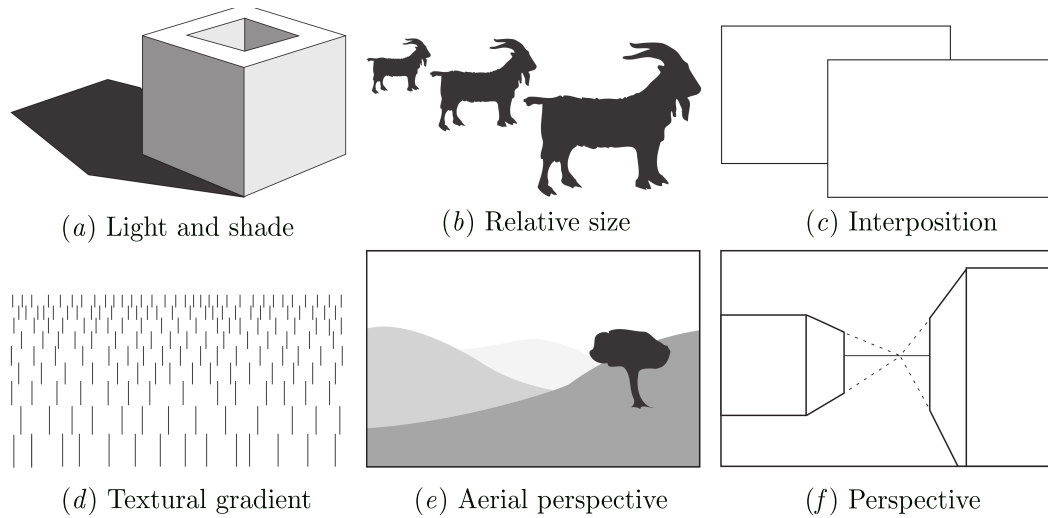 (a) Light and shade
(b) Relative size
(c) Interposition
(d) Textural gradient
(e) Aerial perspective
(f) Perspective